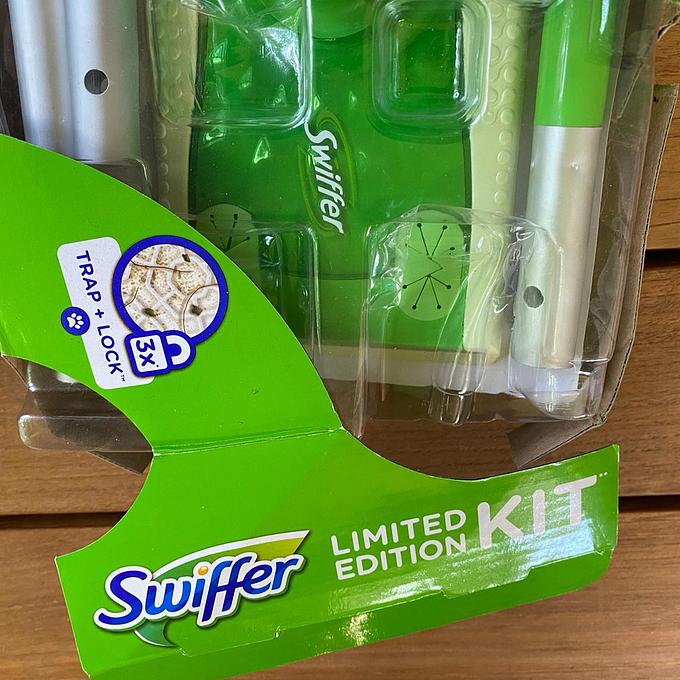 Swiffer
TRAP + LOCK™
3x*
Swiffer
LIMITED
EDITION
KIT**